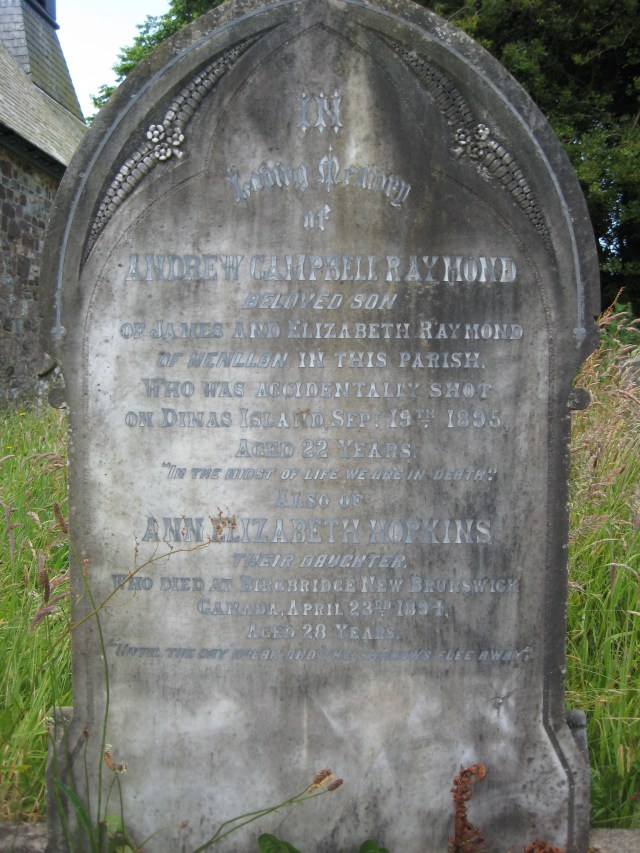 IN
Loving Memory
of
ANDREW CAMPBELL RAYMOND
BELOVED SON
OF JAMES AND ELIZABETH RAYMOND
OF HENLLAN IN THIS PARISH.
WHO WAS ACCIDENTALLY SHOT
ON DINAS ISLAND, SEPT 19TH 1895,
AGED 22 YEARS.
"IN THE MIDST OF LIFE WE ARE IN DEATH".
ALSO OF
ANN ELIZABETH HOPKINS
THEIR DAUGHTER,
WHO DIED AT BIRCHRIDGE NEW BRUNSWICK
CANADA, APRIL 23RD 1894,
AGED 28 YEARS.
"UNTIL THE DAY BREAK AND THE SHADOWS FLEE AWAY".